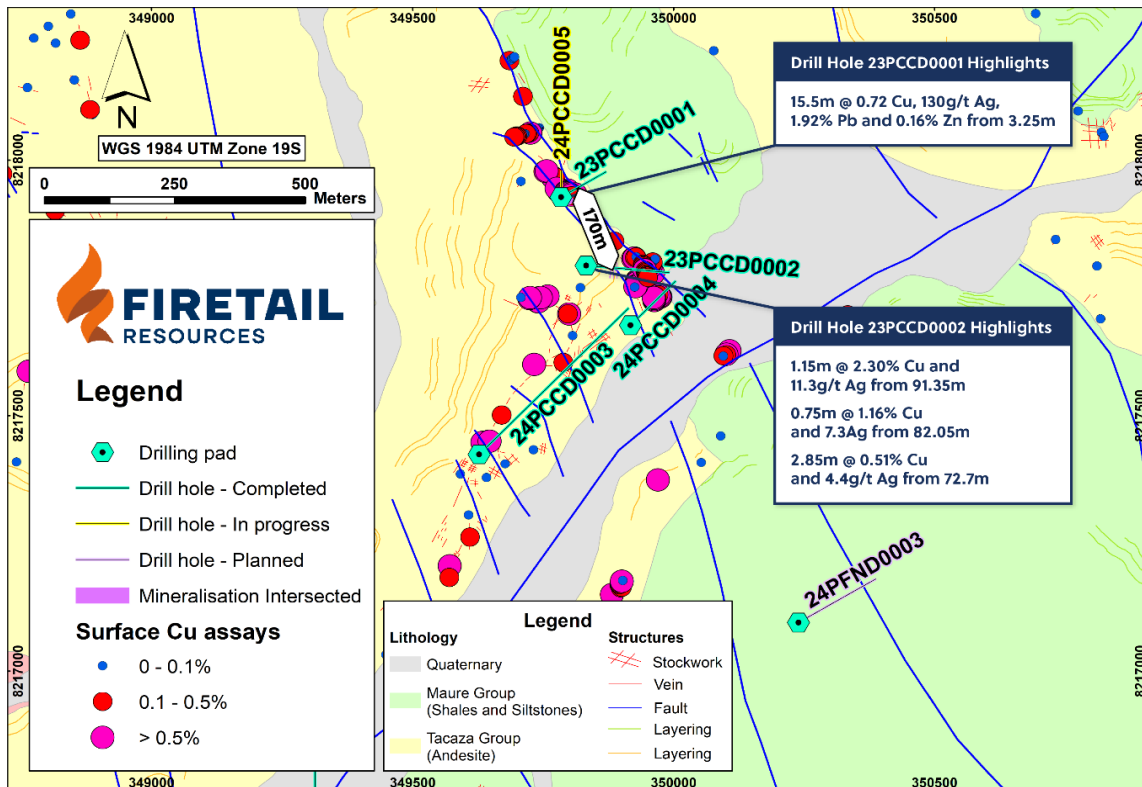 349000
349500
350000
350500
N
WGS 1984 UTM Zone 19S
0
250
500
Meters
8218000
8217500
8217000
FIRETAIL
RESOURCES
Legend
Drilling pad
Drill hole - Completed
Drill hole - In progress
Drill hole - Planned
Mineralisation Intersected
Surface Cu assays
0 - 0.1%
0.1 - 0.5%
> 0.5%
24PCCD0005
23PCCD0001
170m
23PCCD0002
24PCCD0004
24PCCD0003
24PFND0003
Drill Hole 23PCCD0001 Highlights
15.5m @ 0.72 Cu, 130g/t Ag,
1.92% Pb and 0.16% Zn from 3.25m
Drill Hole 23PCCD0002 Highlights
1.15m @ 2.30% Cu and
11.3g/t Ag from 91.35m
0.75m @ 1.16% Cu
and 7.3Ag from 82.05m
2.85m @ 0.51% Cu
and 4.4g/t Ag from 72.7m
Legend
Lithology
Quaternary
Maure Group
(Shales and Siltstones)
Tacaza Group
(Andesite)
Structures
Stockwork
Vein
Fault
Layering
Layering
8218000
8217500
8217000
349000
349500
350000
350500